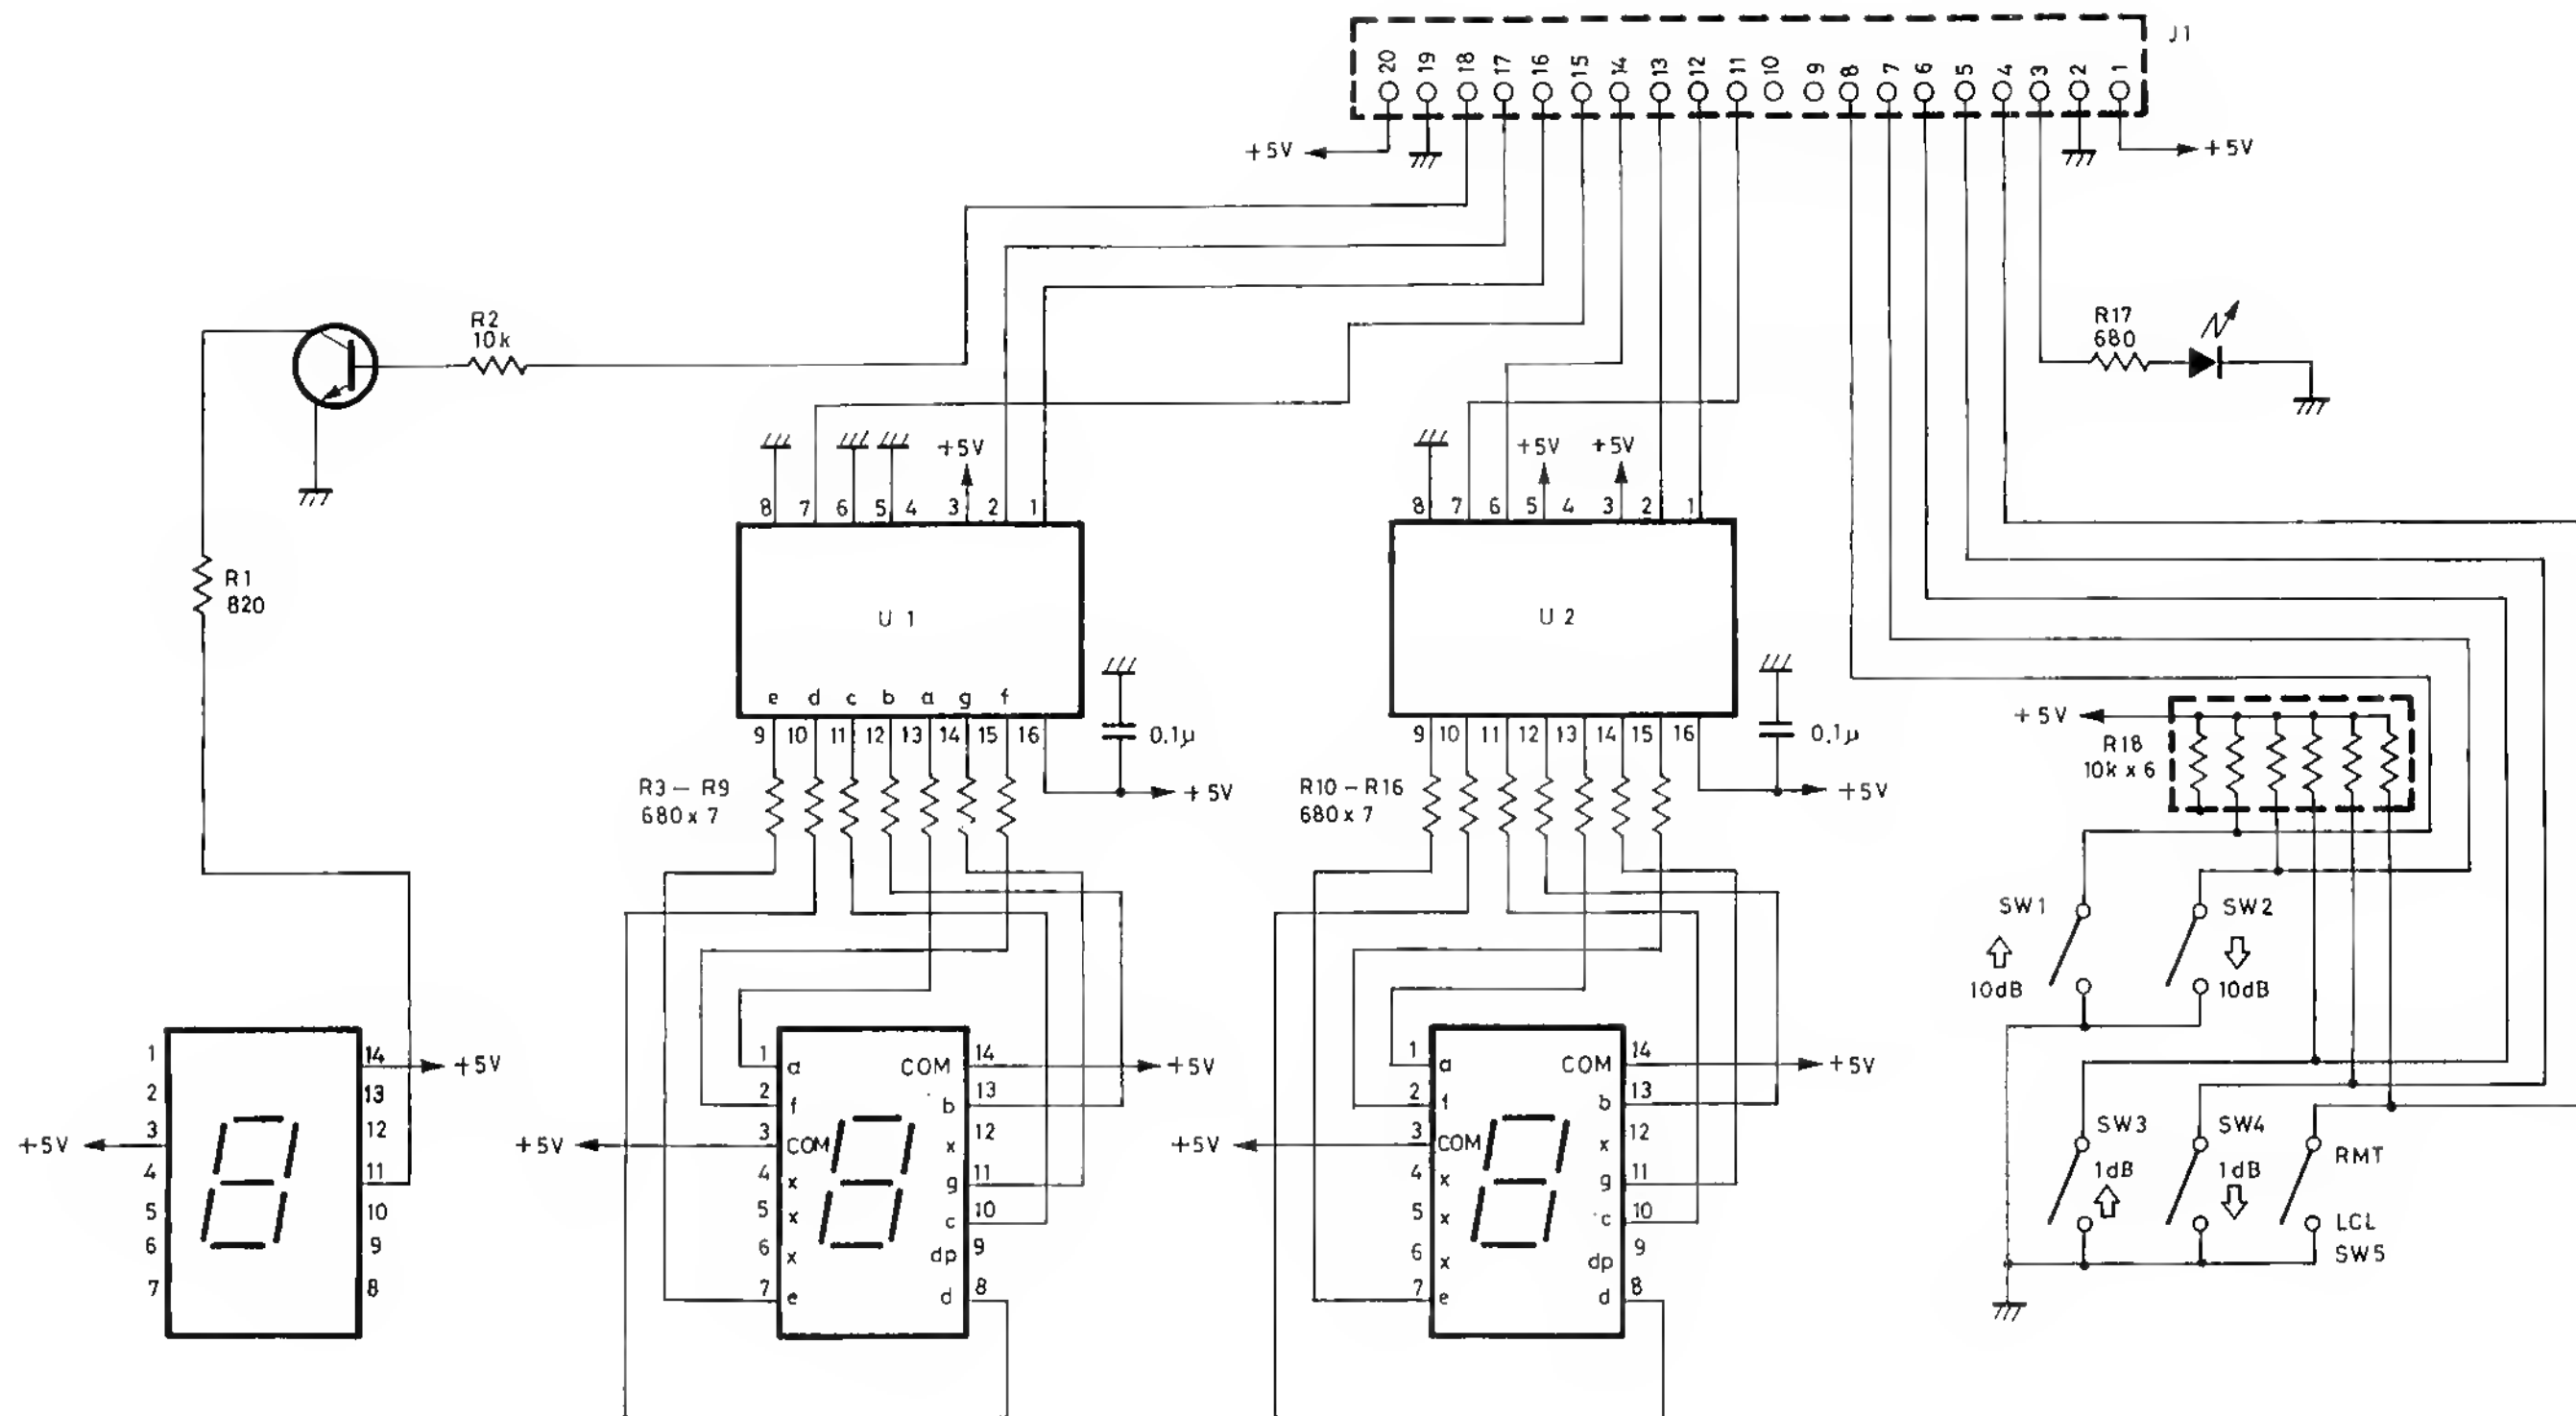 J1
20 19 18 17 16 15 14 13 12 11 10 9 8 7 6 5 4 3 2 1
+5V
+5V
R2
10k
R17
680
+5V
+5V +5V
8 7 6 5 4 3 2 1
8 7 6 5 4 3 2 1
R1
820
U 1
U 2
e d c b a g f
9 10 11 12 13 14 15 16
0.1µ
9 10 11 12 13 14 15 16
0.1µ
+5V
R18
10k x 6
R3 – R9
680 x 7
+5V
R10 – R16
680 x 7
+5V
SW1
10dB
SW2
10dB
1 14
+5V
2 13
3 12
+5V
4 11
5 10
6 9
7 8
1 a COM 14
+5V
2 f b 13
+5V
3 COM x 12
4 x g 11
5 x c 10
6 x dp 9
7 e d 8
1 a COM 14
+5V
2 f b 13
+5V
3 COM x 12
4 x g 11
5 x c 10
6 x dp 9
7 e d 8
SW3
1dB
SW4
1dB
RMT
LCL
SW5